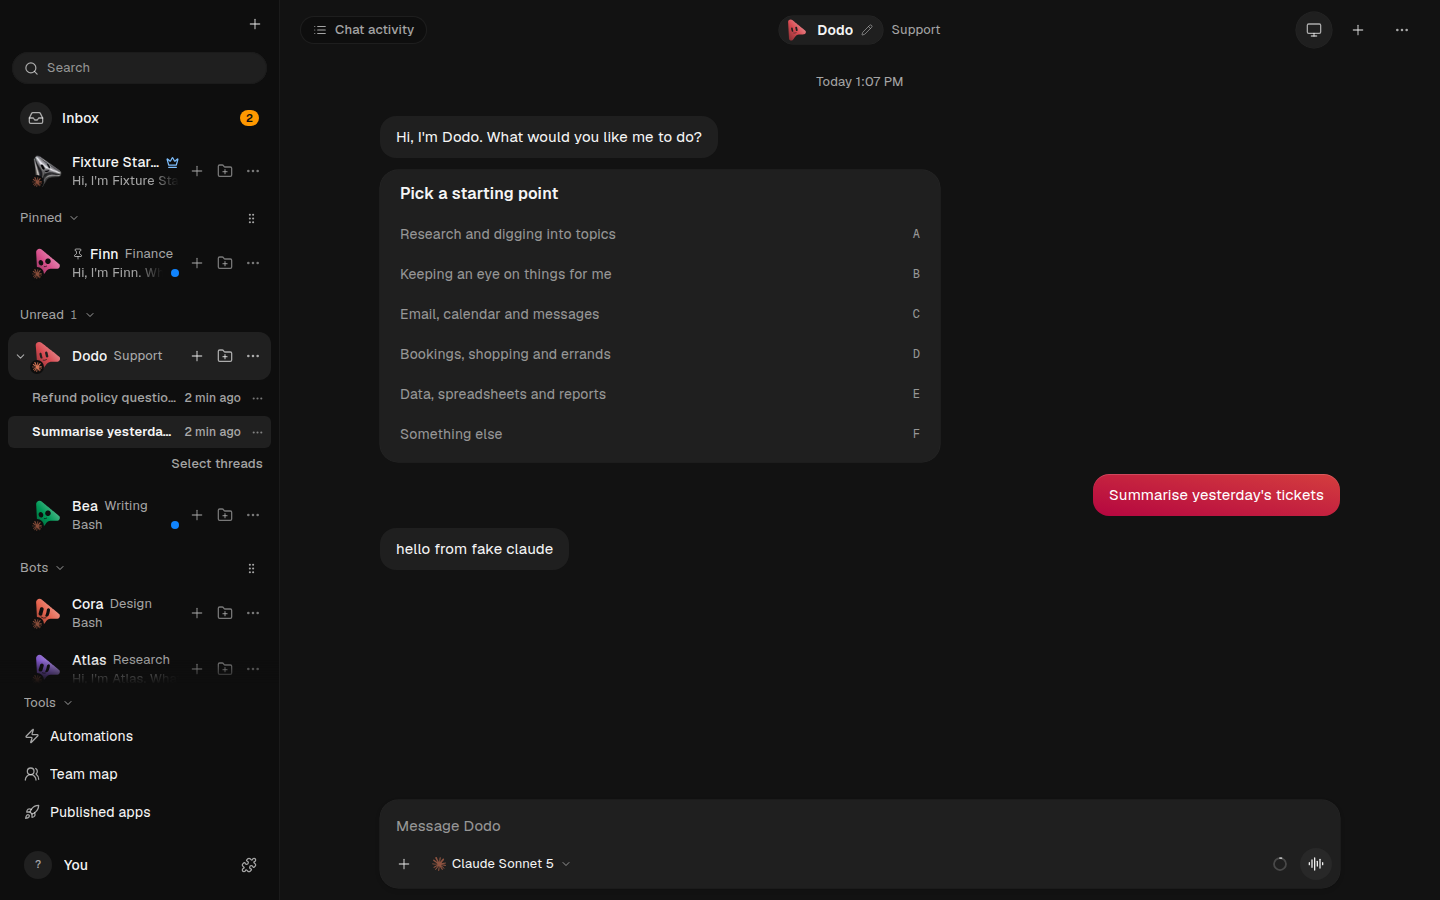 Search
Inbox
2
Fixture Star...
Hi, I'm Fixture Sta
Pinned
Finn Finance
Hi, I'm Finn. Wh
Unread 1
Dodo Support
Refund policy questio... 2 min ago
Summarise yesterda... 2 min ago
Select threads
Bea Writing
Bash
Bots
Cora Design
Bash
Atlas Research
Hi, I'm Atlas. Wha
Tools
Automations
Team map
Published apps
? You
Chat activity
Dodo Support
Today 1:07 PM
Hi, I'm Dodo. What would you like me to do?
Pick a starting point
Research and digging into topics A
Keeping an eye on things for me B
Email, calendar and messages C
Bookings, shopping and errands D
Data, spreadsheets and reports E
Something else F
Summarise yesterday's tickets
hello from fake claude
Message Dodo
Claude Sonnet 5